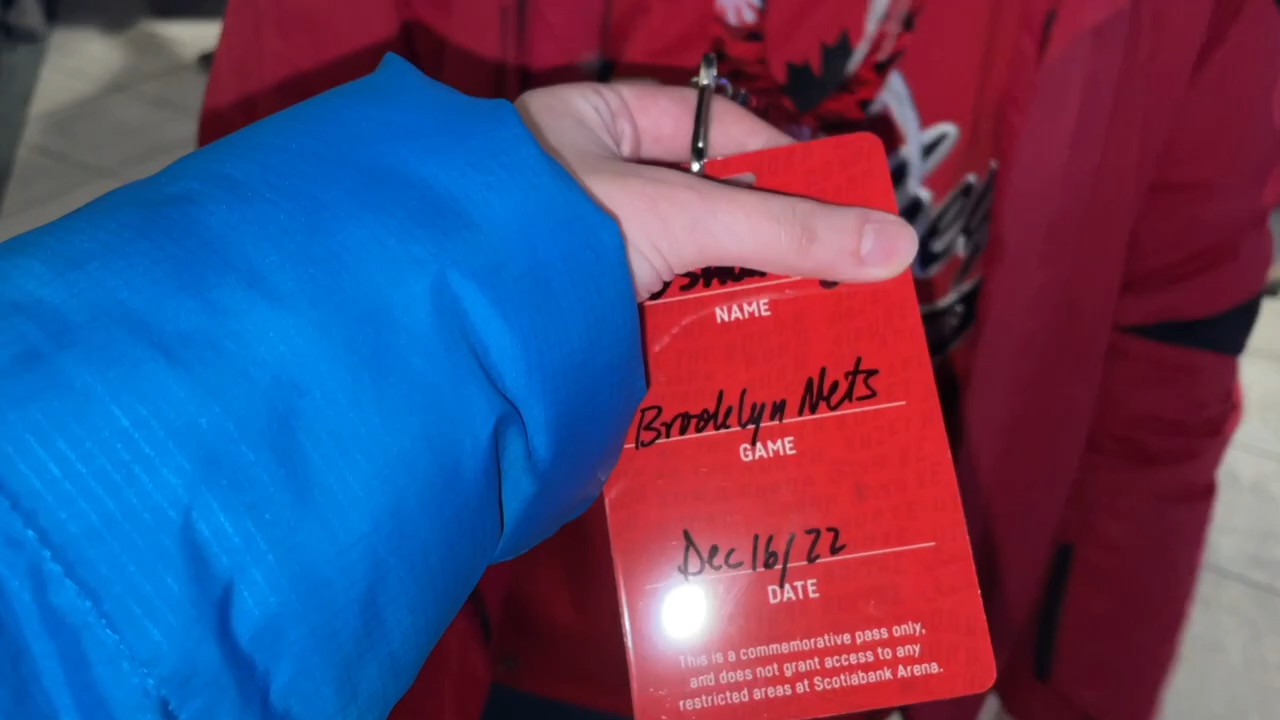 NAME
Brooklyn Nets
GAME
Dec 16/22
DATE
This is a commemorative pass only,
and does not grant access to any
restricted areas at Scotiabank Arena.